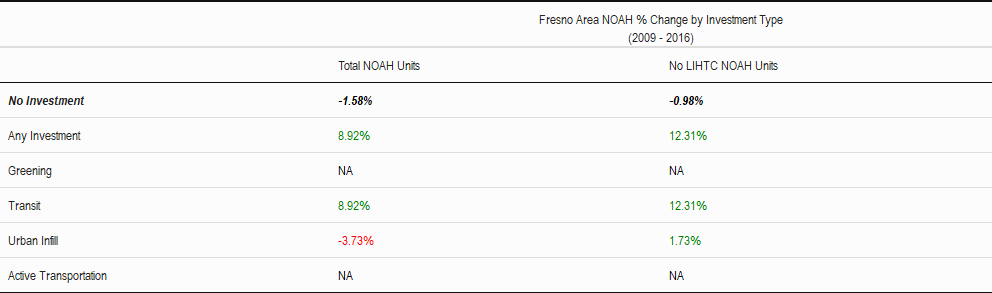 Fresno Area NOAH % Change by Investment Type
(2009 - 2016)
Total NOAH Units No LIHTC NOAH Units
No Investment -1.58% -0.98%
Any Investment 8.92% 12.31%
Greening NA NA
Transit 8.92% 12.31%
Urban Infill -3.73% 1.73%
Active Transportation NA NA